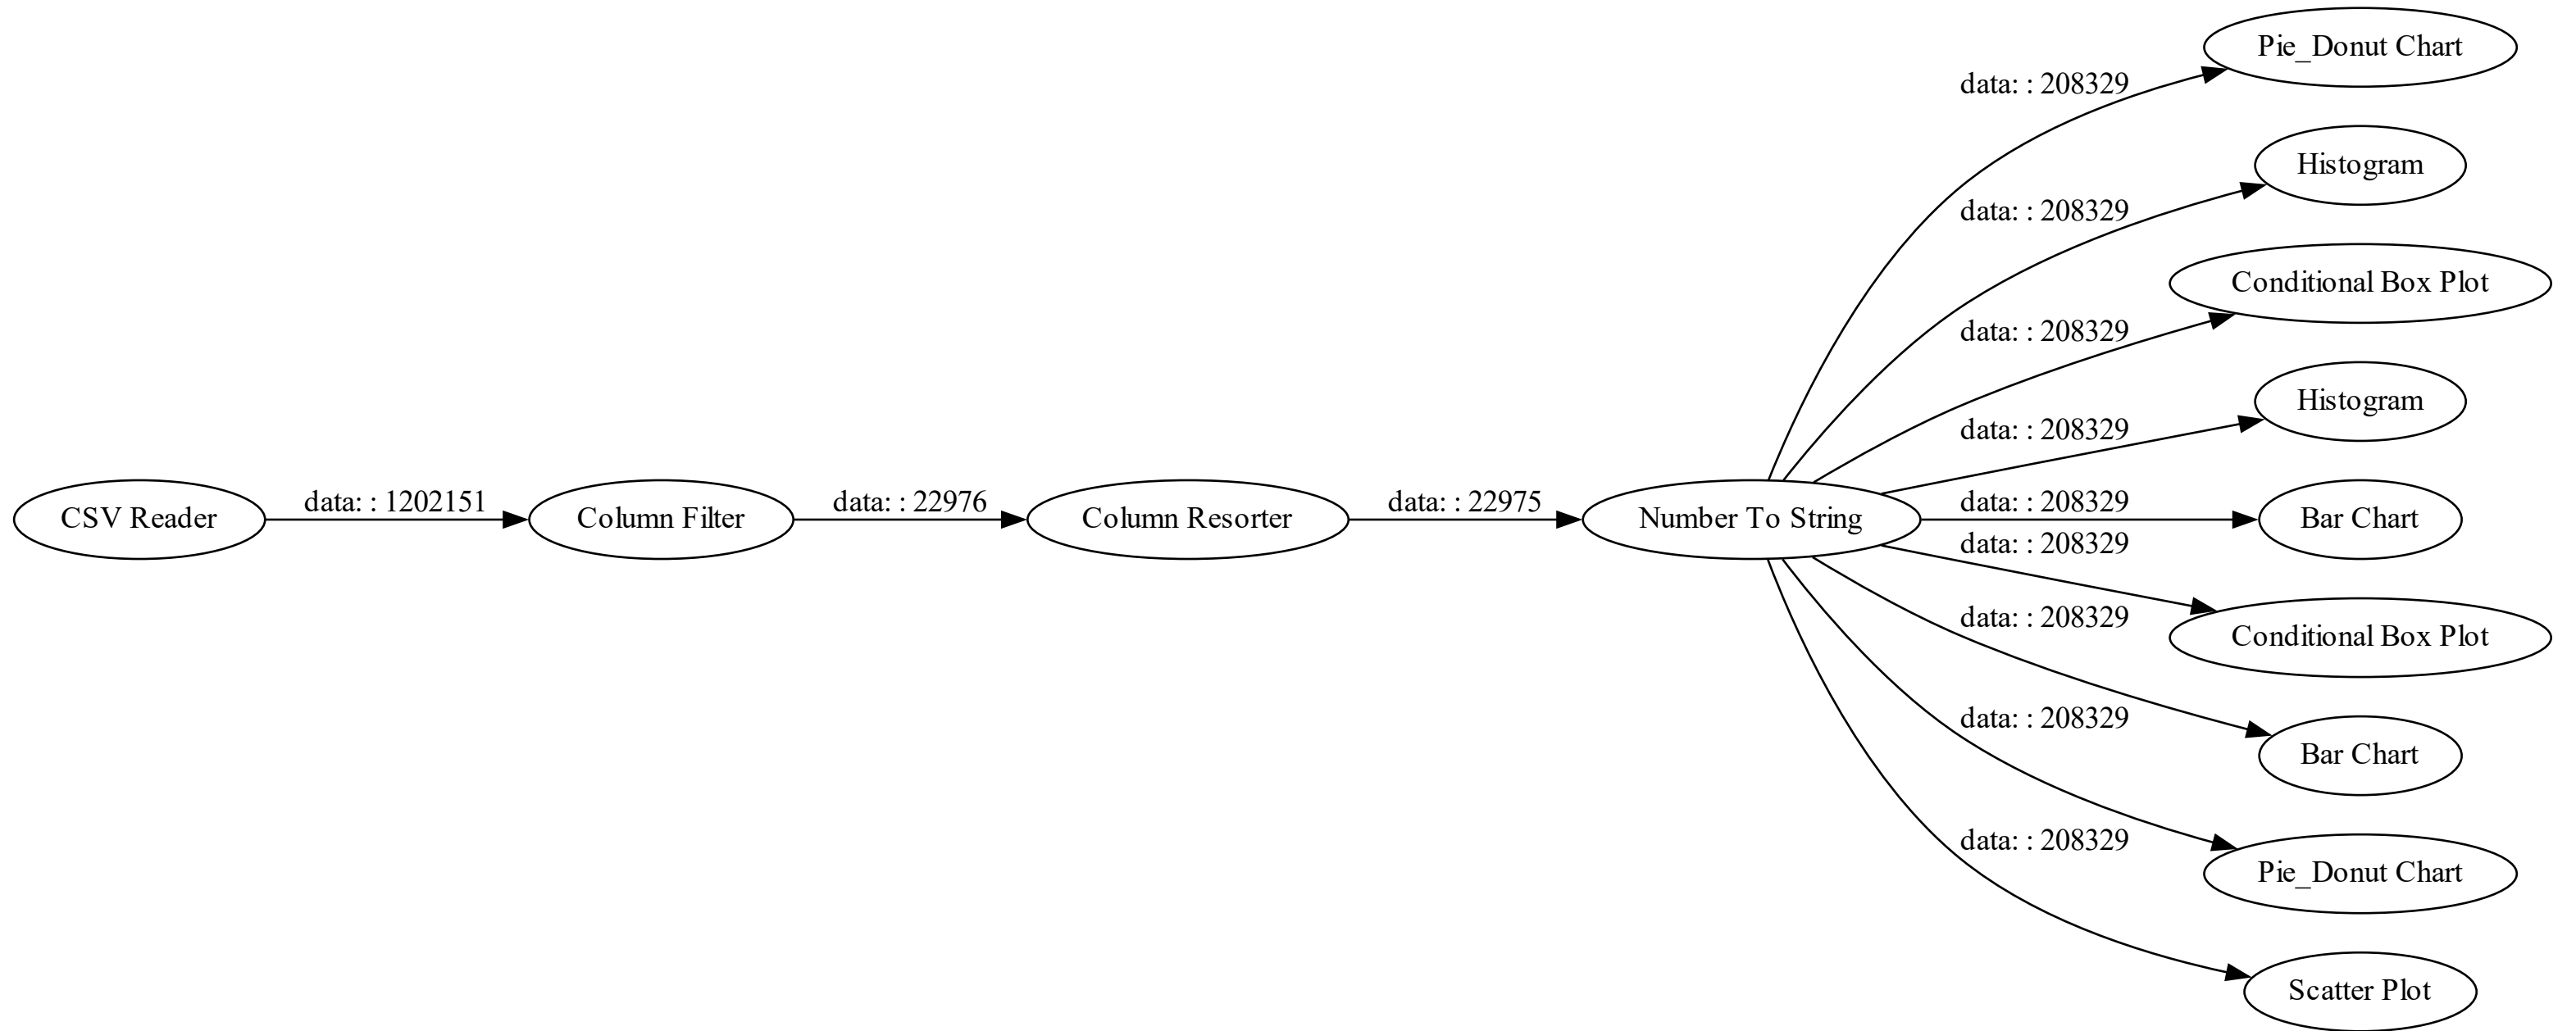 Pie_Donut Chart
data: : 208329
Histogram
data: : 208329
Conditional Box Plot
data: : 208329
Histogram
data: : 208329
CSV Reader
data: : 1202151
Column Filter
data: : 22976
Column Resorter
data: : 22975
Number To String
data: : 208329
Bar Chart
data: : 208329
Conditional Box Plot
data: : 208329
Bar Chart
data: : 208329
Pie_Donut Chart
data: : 208329
Scatter Plot